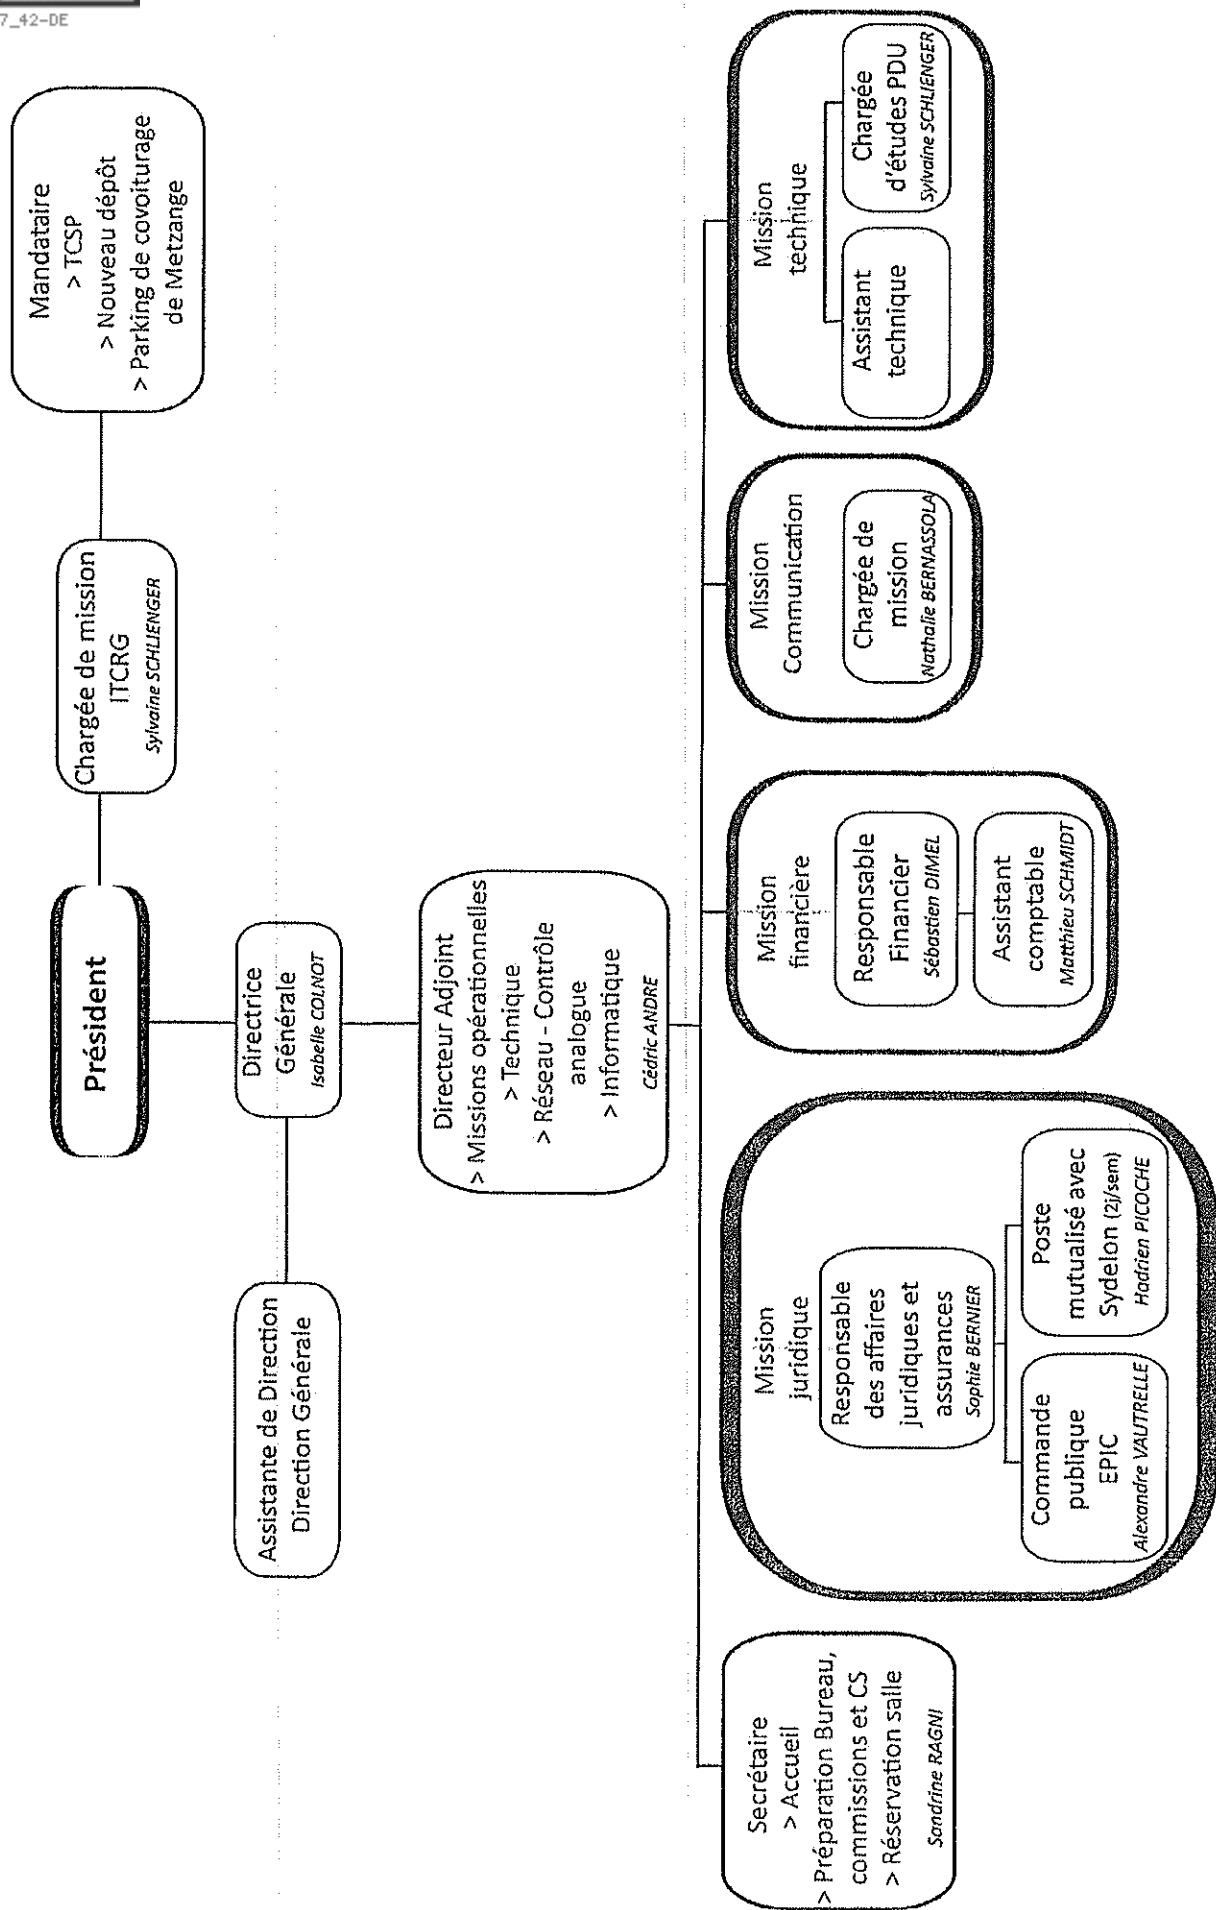 7_42-DE
Président
Chargée de mission
ITCRG
Sylvaine SCHLIENGER
Mandataire
> TCSP
> Nouveau dépôt
> Parking de covoiturage
de Metzange
Assistante de Direction
Direction Générale
Directrice
Générale
Isabelle COLNOT
Directeur Adjoint
> Missions opérationnelles
> Technique
> Réseau - Contrôle
analogue
> Informatique
Cédric ANDRE
Secrétaire
> Accueil
> Préparation Bureau,
commissions et CS
> Réservation salle
Sandrine RAGNI
Mission
juridique
Responsable
des affaires
juridiques et
assurances
Sophie BERNIER
Commande
publique
EPIC
Alexandre VAUTRELLE
Poste
mutualisé avec
Sydelon (2j/sem)
Hadrien PICOCHE
Mission
financière
Responsable
Financier
Sébastien DIMEL
Assistant
comptable
Matthieu SCHMIDT
Mission
Communication
Chargée de
mission
Nathalie BERNASSOLA
Mission
technique
Assistant
technique
Chargée
d'études PDU
Sylvaine SCHLIENGER